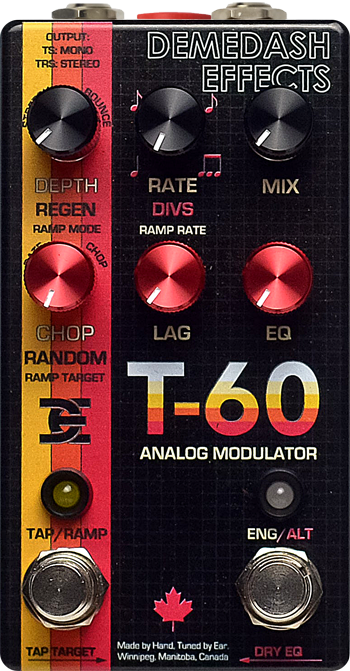 OUTPUT:
TS: MONO
TRS: STEREO
DEMEDASH
EFFECTS
BOUNCE
DEPTH
RATE
MIX
REGEN
DIVS
RAMP MODE
RAMP RATE
CHOP
CHOP
LAG
EQ
RANDOM
RAMP TARGET
T-60
ANALOG MODULATOR
TAP/RAMP
ENG/ALT
Made by Hand. Tuned by Ear.
Winnipeg, Manitoba, Canada
TAP TARGET
DRY EQ